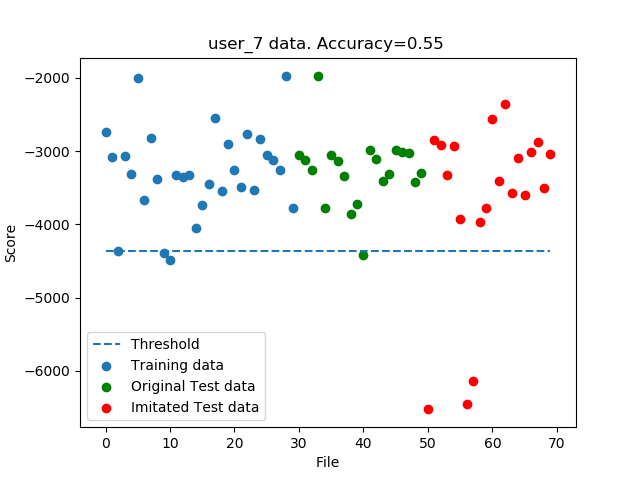 user_7 data. Accuracy=0.55
−2000
−3000
−4000
−5000
−6000
Score
Threshold
Training data
Original Test data
Imitated Test data
0 10 20 30 40 50 60 70
File